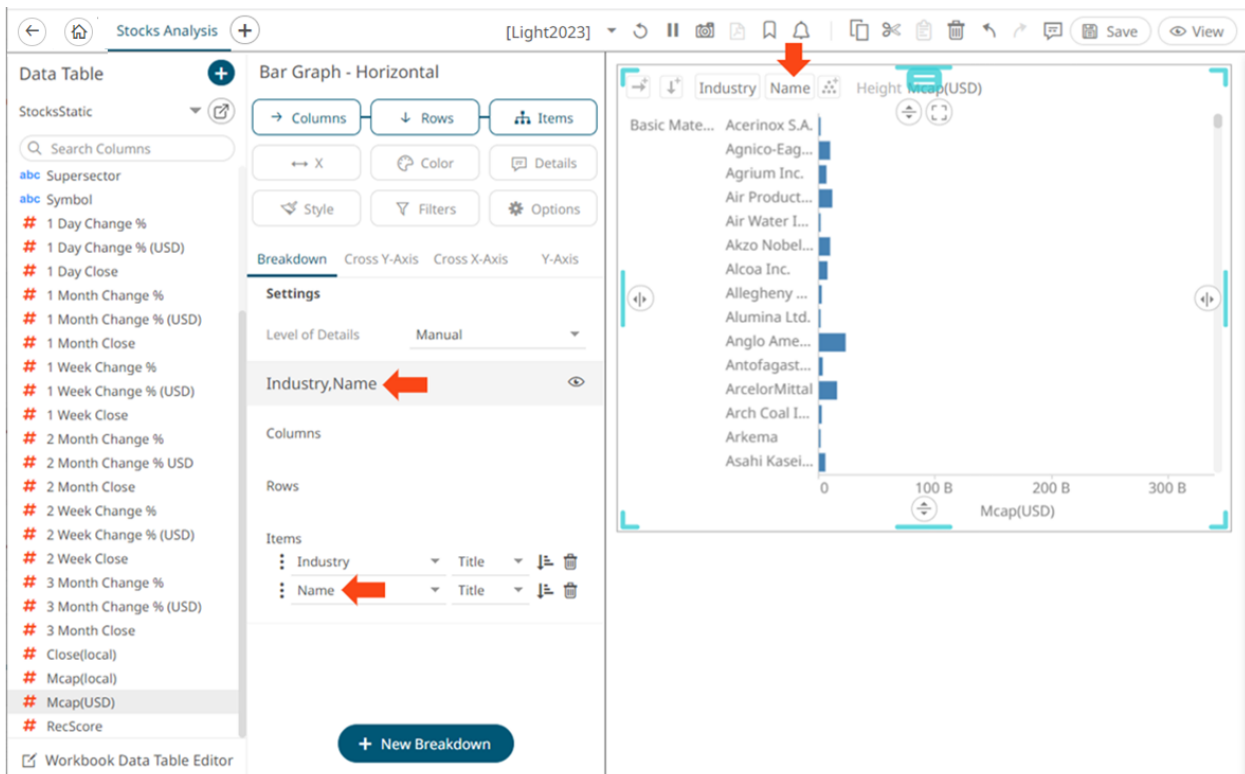 Stocks Analysis
[Light2023]
Save
View
Data Table
StocksStatic
Search Columns
abc Supersector
abc Symbol
# 1 Day Change %
# 1 Day Change % (USD)
# 1 Day Close
# 1 Month Change %
# 1 Month Change % (USD)
# 1 Month Close
# 1 Week Change %
# 1 Week Change % (USD)
# 1 Week Close
# 2 Month Change %
# 2 Month Change % USD
# 2 Month Close
# 2 Week Change %
# 2 Week Change % (USD)
# 2 Week Close
# 3 Month Change %
# 3 Month Change % (USD)
# 3 Month Close
# Close(local)
# Mcap(local)
# Mcap(USD)
# RecScore
Workbook Data Table Editor
Bar Graph - Horizontal
Columns
Rows
Items
X
Color
Details
Style
Filters
Options
Breakdown Cross Y-Axis Cross X-Axis Y-Axis
Settings
Level of Details Manual
Industry,Name
Columns
Rows
Items
Industry Title
Name Title
+ New Breakdown
Industry Name Height Mcap(USD)
Basic Mate... Acerinox S.A.
Agnico-Eag...
Agrium Inc.
Air Product...
Air Water I...
Akzo Nobel...
Alcoa Inc.
Allegheny ...
Alumina Ltd.
Anglo Ame...
Antofagast...
ArcelorMittal
Arch Coal I...
Arkema
Asahi Kasei...
0 100 B 200 B 300 B
Mcap(USD)